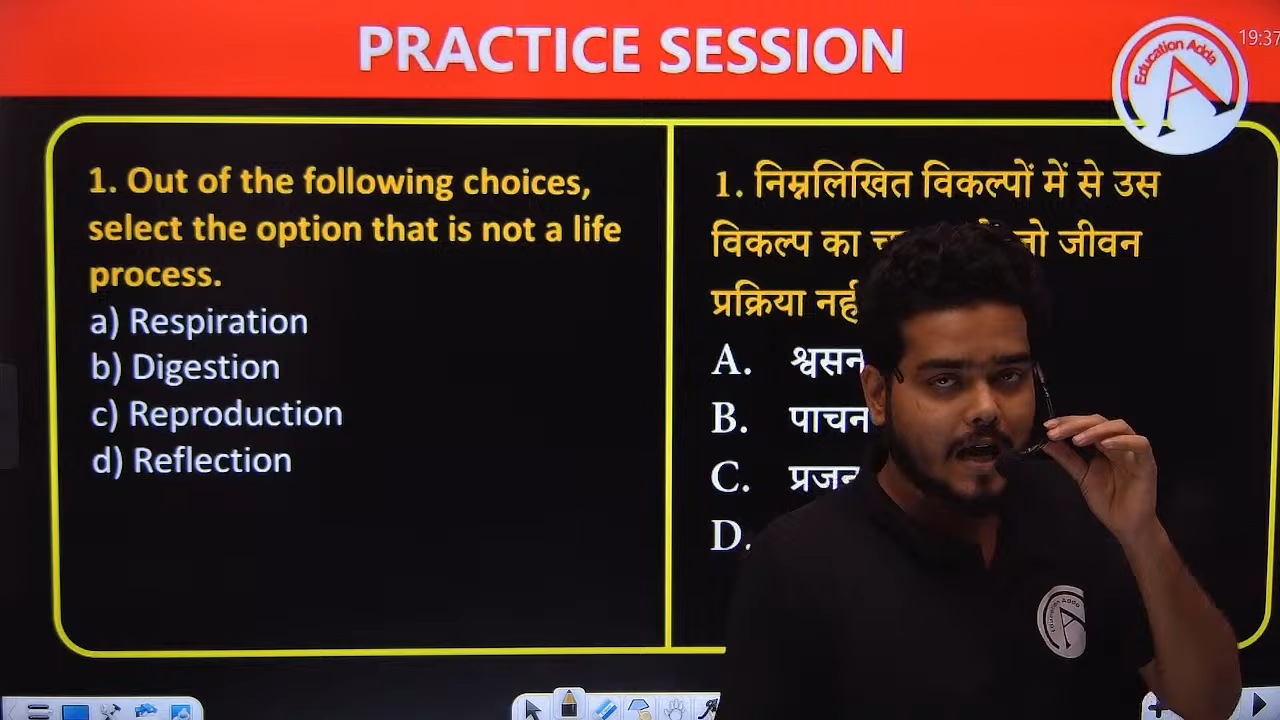 PRACTICE SESSION
Education Adda
A
19:37
1. Out of the following choices,
select the option that is not a life
process.
a) Respiration
b) Digestion
c) Reproduction
d) Reflection
1. निम्नलिखित विकल्पों में से उस
विकल्प का जो जीवन
प्रक्रिया
A. श्वसन
B. पाचन
C.
D.